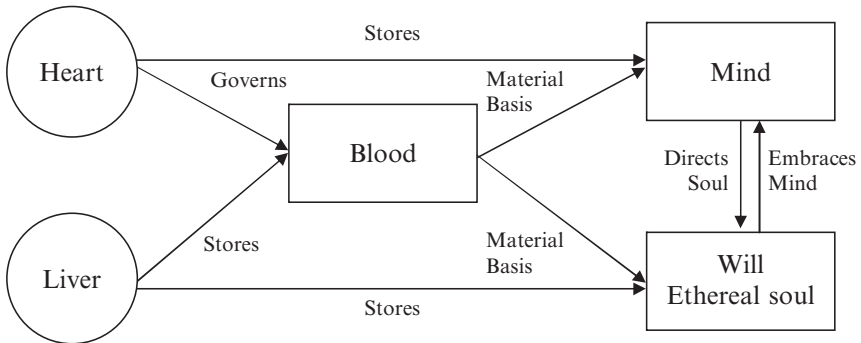 Stores
Heart
Mind
Governs
Material
Basis
Blood
Directs
Soul
Embraces
Mind
Stores
Material
Basis
Liver
Will
Ethereal soul
Stores